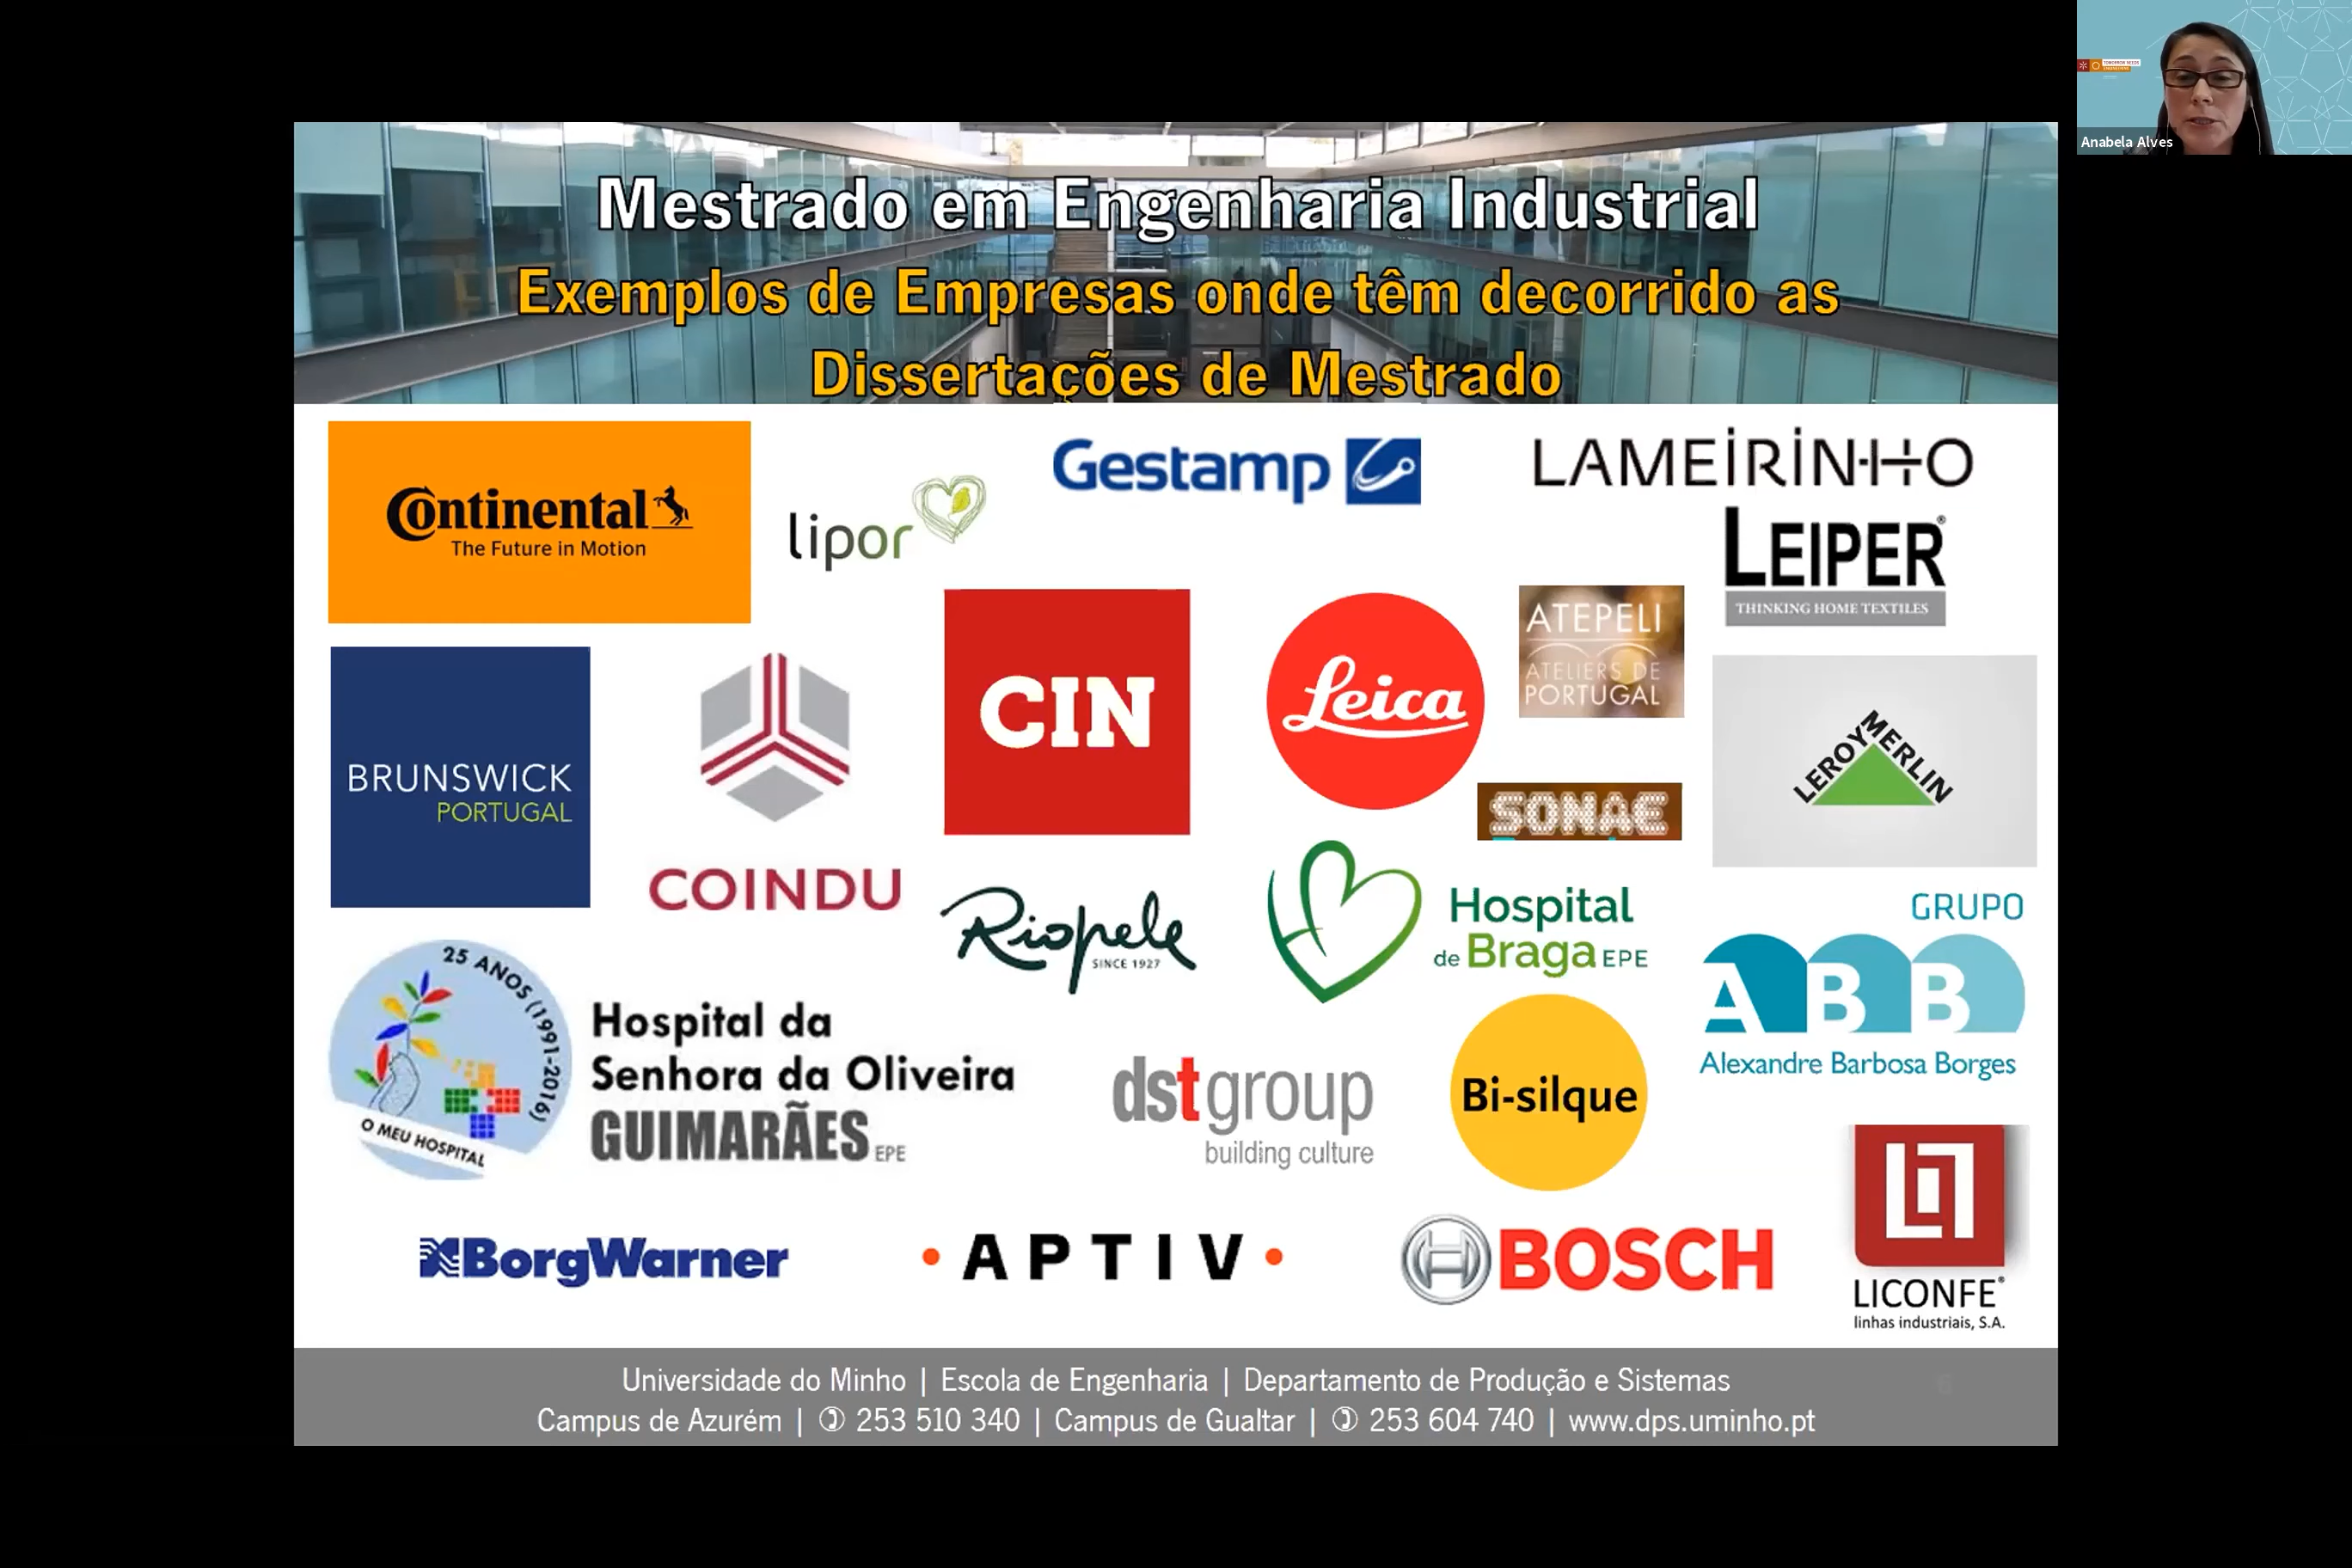 Anabela Alves
Mestrado em Engenharia Industrial
Exemplos de Empresas onde têm decorrido as
Dissertações de Mestrado
Continental
The Future in Motion
lipor
Gestamp
LAMEIRINHO
LEIPER®
THINKING HOME TEXTILES
BRUNSWICK
PORTUGAL
COINDU
CIN
Leica
ATEPELI
ATELIERS DE
PORTUGAL
SONAE
LEROY MERLIN
Riopele
SINCE 1927
Hospital
de Braga EPE
GRUPO
ABB
Alexandre Barbosa Borges
25 ANOS (1991-2016)
O MEU HOSPITAL
Hospital da
Senhora da Oliveira
GUIMARÃES EPE
dstgroup
building culture
Bi-silque
BorgWarner
APTIV
BOSCH
LICONFE®
linhas industriais, S.A.
Universidade do Minho | Escola de Engenharia | Departamento de Produção e Sistemas
Campus de Azurém | ✆ 253 510 340 | Campus de Gualtar | ✆ 253 604 740 | www.dps.uminho.pt